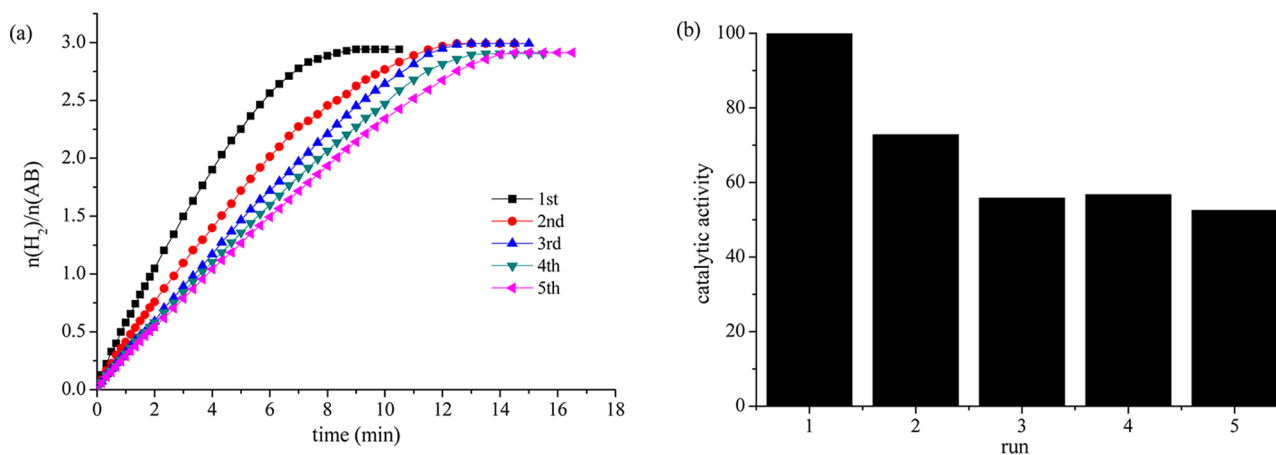 (a)
n(H2)/n(AB)
3.0
2.5
2.0
1.5
1.0
0.5
0.0
1st
2nd
3rd
4th
5th
0 2 4 6 8 10 12 14 16 18
time (min)
(b)
catalytic activity
100
80
60
40
20
0
1 2 3 4 5
run